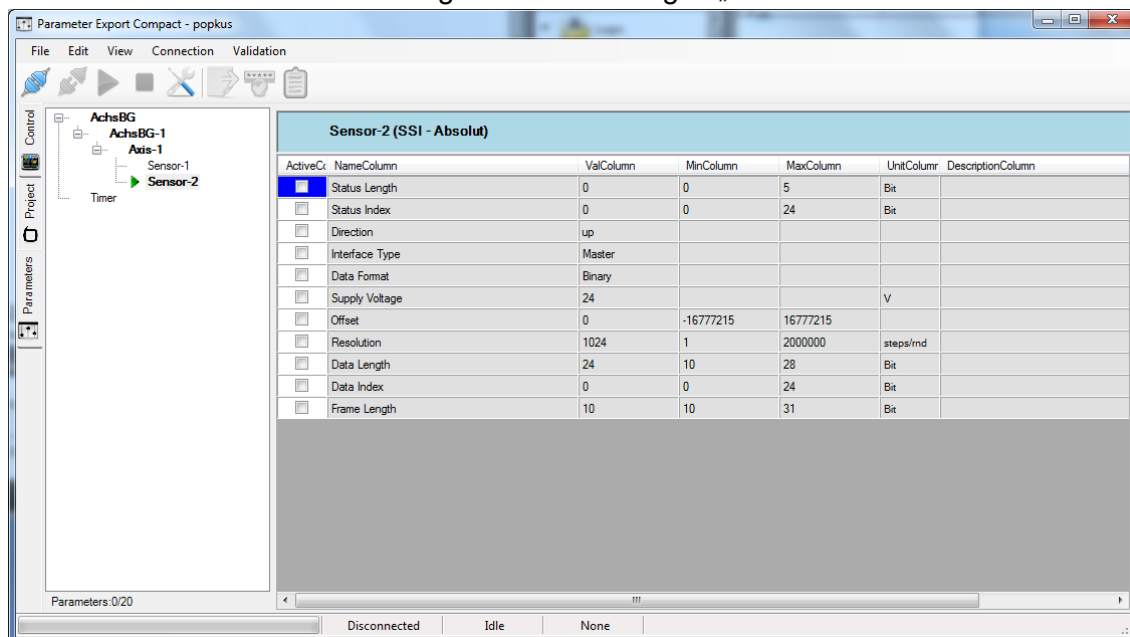 Parameter Export Compact - popkus
File Edit View Connection Validation
Control
Project
Parameters
AchsBG
AchsBG-1
Axis-1
Sensor-1
Sensor-2
Timer
Parameters:0/20
Sensor-2 (SSI - Absolut)
ActiveCc NameColumn ValColumn MinColumn MaxColumn UnitColumr DescriptionColumn
Status Length 0 0 5 Bit
Status Index 0 0 24 Bit
Direction up
Interface Type Master
Data Format Binary
Supply Voltage 24 V
Offset 0 -16777215 16777215
Resolution 1024 1 2000000 steps/rnd
Data Length 24 10 28 Bit
Data Index 0 0 24 Bit
Frame Length 10 10 31 Bit
Disconnected Idle None